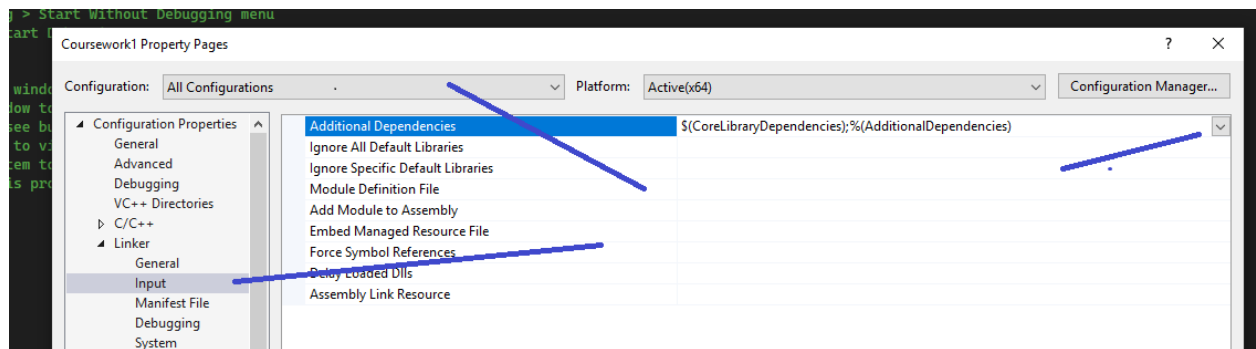 g > Start Without Debugging menu
tart
Coursework1 Property Pages
? X
windo
Configuration: All Configurations Platform: Active(x64) Configuration Manager...
dow to
Configuration Properties
Additional Dependencies $(CoreLibraryDependencies);%(AdditionalDependencies)
see bu
General
Ignore All Default Libraries
to vi
Advanced
Ignore Specific Default Libraries
tem to
Debugging
Module Definition File
is pro
VC++ Directories
Add Module to Assembly
C/C++
Embed Managed Resource File
Linker
Force Symbol References
General
Delay Loaded Dlls
Input
Assembly Link Resource
Manifest File
Debugging
System